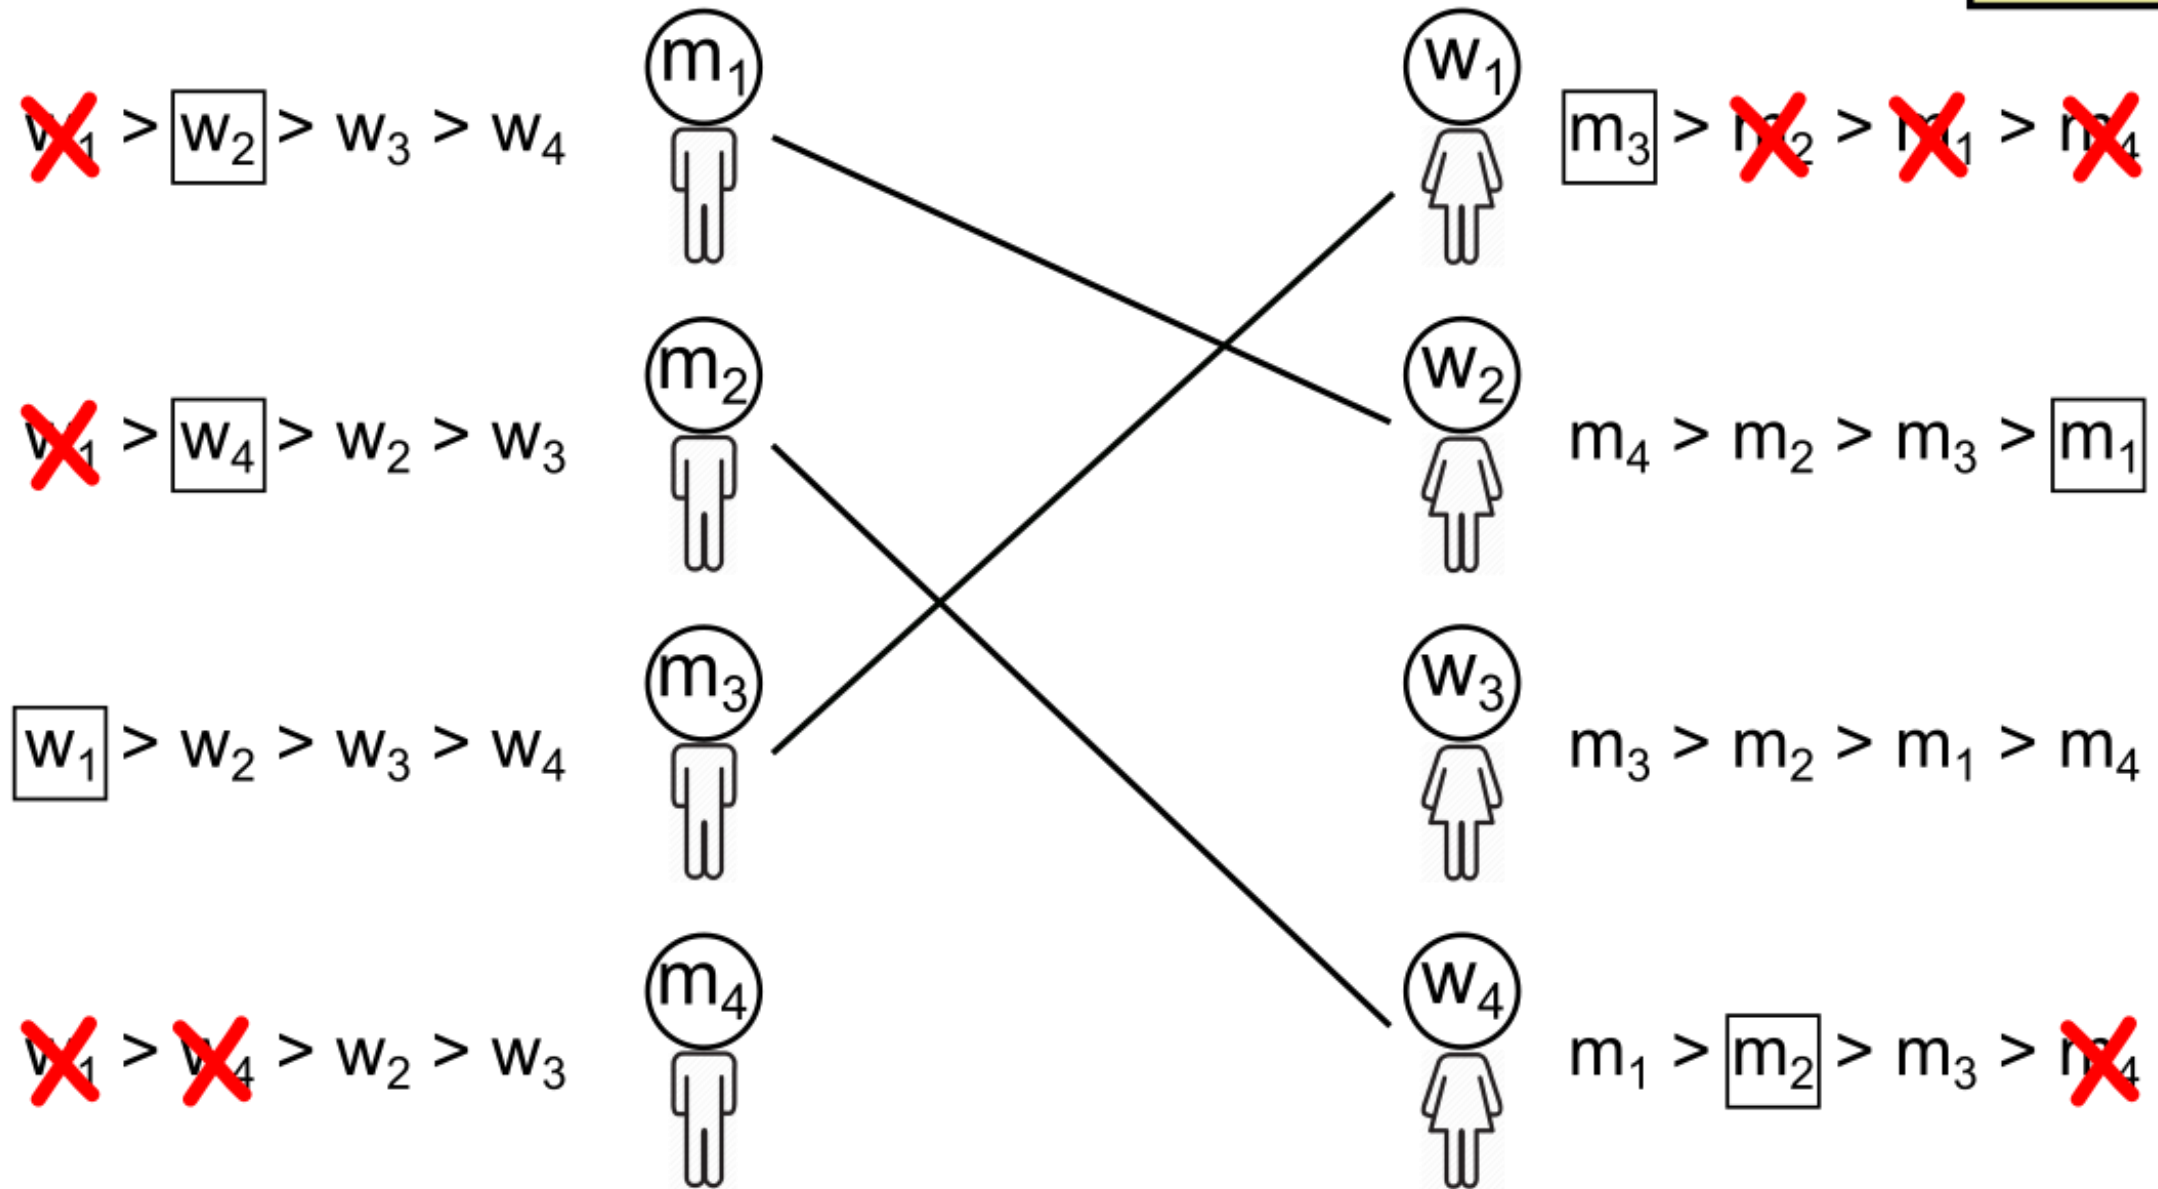 m₁
w₁
w₁ > w₂ > w₃ > w₄
m₃ > m₂ > m₁ > m₄
m₂
w₂
w₁ > w₄ > w₂ > w₃
m₄ > m₂ > m₃ > m₁
m₃
w₃
w₁ > w₂ > w₃ > w₄
m₃ > m₂ > m₁ > m₄
m₄
w₄
w₁ > w₄ > w₂ > w₃
m₁ > m₂ > m₃ > m₄